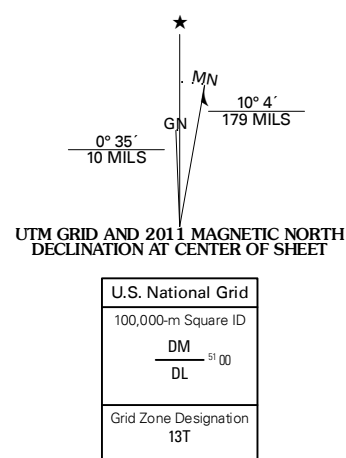 ★
MN
GN
10° 4´
179 MILS
0° 35´
10 MILS
UTM GRID AND 2011 MAGNETIC NORTH
DECLINATION AT CENTER OF SHEET
U.S. National Grid
100,000-m Square ID
DM
51 00
DL
Grid Zone Designation
13T